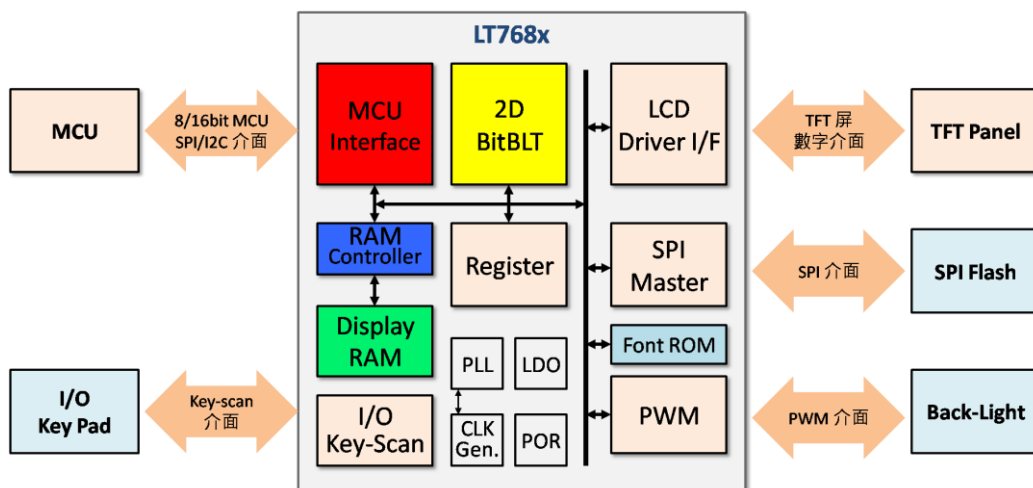 LT768x
MCU
8/16bit MCU
SPI/I2C 介面
MCU
Interface
2D
BitBLT
LCD
Driver I/F
TFT 屏
數字介面
TFT Panel
RAM
Controller
Register
SPI
Master
SPI 介面
SPI Flash
Display
RAM
PLL
LDO
Font ROM
I/O
Key Pad
Key-scan
介面
I/O
Key-Scan
CLK
Gen.
POR
PWM
PWM 介面
Back-Light